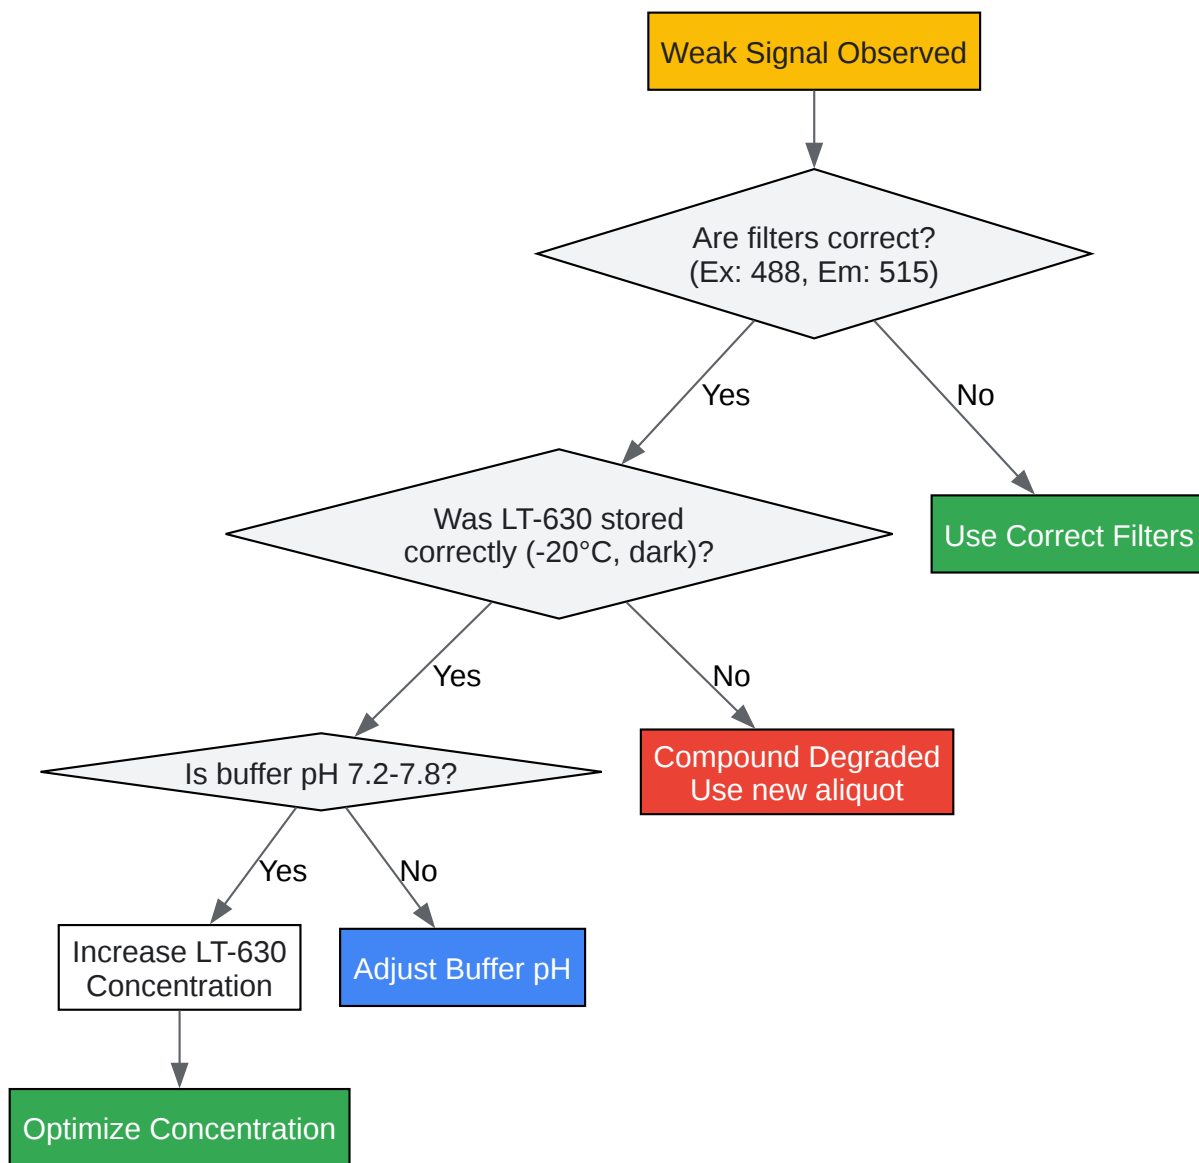 Weak Signal Observed
Are filters correct?
(Ex: 488, Em: 515)
Yes
No
Was LT-630 stored
correctly (-20°C, dark)?
Use Correct Filters
Yes
No
Is buffer pH 7.2-7.8?
Compound Degraded
Use new aliquot
Yes
No
Increase LT-630
Concentration
Adjust Buffer pH
Optimize Concentration